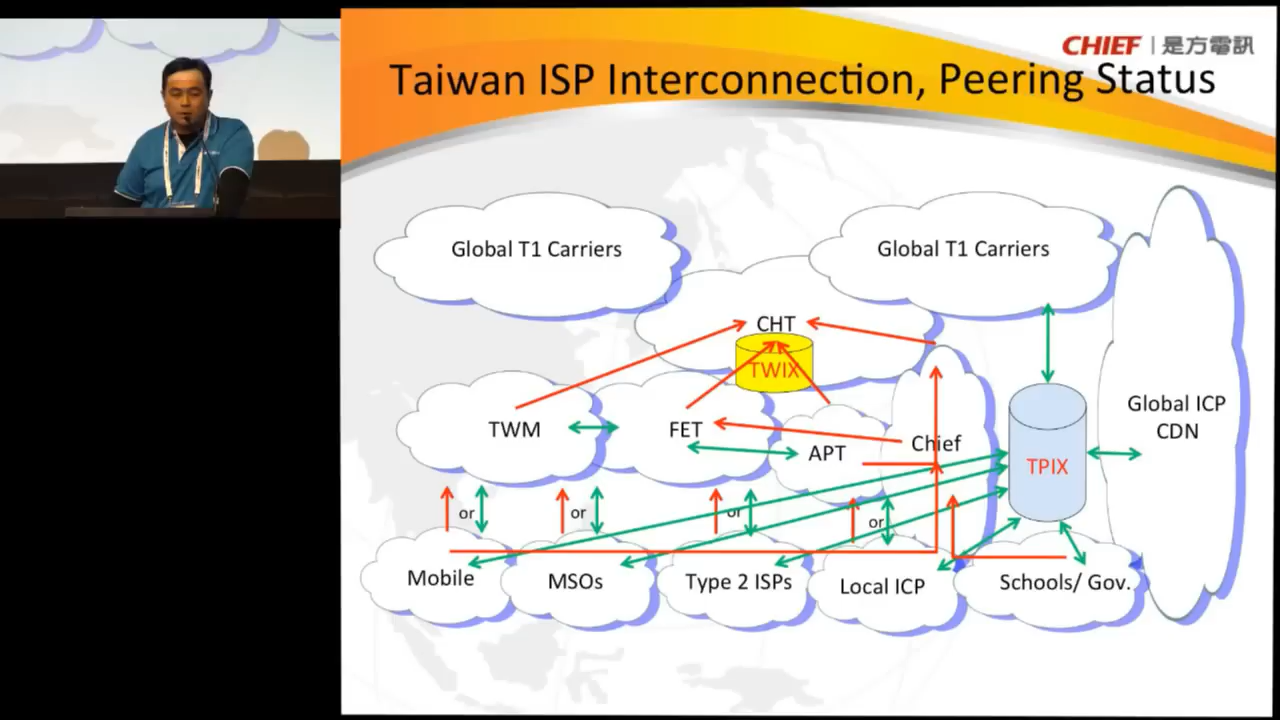 CHIEF | 是方電訊
Taiwan ISP Interconnection, Peering Status
Global T1 Carriers
Global T1 Carriers
CHT
TWIX
Global ICP
CDN
TWM
FET
APT
Chief
TPIX
or
or
or
or
Mobile
MSOs
Type 2 ISPs
Local ICP
Schools/ Gov.